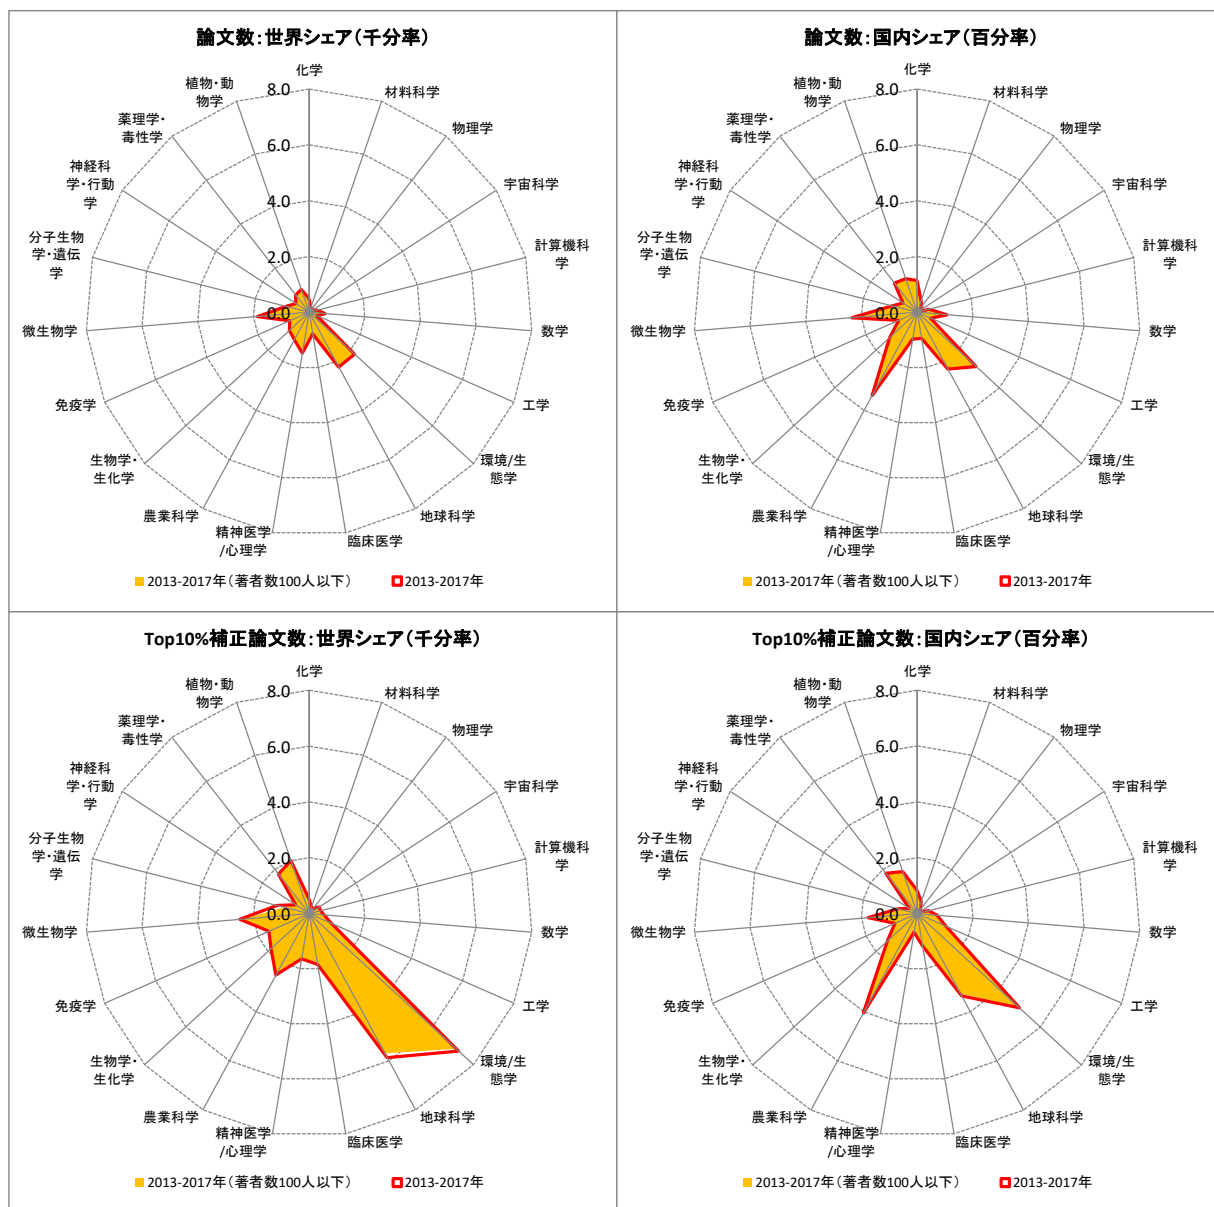 論文数：世界シェア（千分率）
化学
材料科学
物理学
宇宙科学
計算機科
学
数学
工学
環境/生
態学
地球科学
臨床医学
精神医学
/心理学
農業科学
生物学・
生化学
免疫学
微生物学
分子生物
学・遺伝
学
神経科
学・行動
学
薬理学・
毒性学
植物・動
物学
8.0
6.0
4.0
2.0
0.0
2013-2017年（著者数100人以下）
2013-2017年
論文数：国内シェア（百分率）
化学
材料科学
物理学
宇宙科学
計算機科
学
数学
工学
環境/生
態学
地球科学
臨床医学
精神医学
/心理学
農業科学
生物学・
生化学
免疫学
微生物学
分子生物
学・遺伝
学
神経科
学・行動
学
薬理学・
毒性学
植物・動
物学
8.0
6.0
4.0
2.0
0.0
2013-2017年（著者数100人以下）
2013-2017年
Top10%補正論文数：世界シェア（千分率）
化学
材料科学
物理学
宇宙科学
計算機科
学
数学
工学
環境/生
態学
地球科学
臨床医学
精神医学
/心理学
農業科学
生物学・
生化学
免疫学
微生物学
分子生物
学・遺伝
学
神経科
学・行動
学
薬理学・
毒性学
植物・動
物学
8.0
6.0
4.0
2.0
0.0
2013-2017年（著者数100人以下）
2013-2017年
Top10%補正論文数：国内シェア（百分率）
化学
材料科学
物理学
宇宙科学
計算機科
学
数学
工学
環境/生
態学
地球科学
臨床医学
精神医学
/心理学
農業科学
生物学・
生化学
免疫学
微生物学
分子生物
学・遺伝
学
神経科
学・行動
学
薬理学・
毒性学
植物・動
物学
8.0
6.0
4.0
2.0
0.0
2013-2017年（著者数100人以下）
2013-2017年